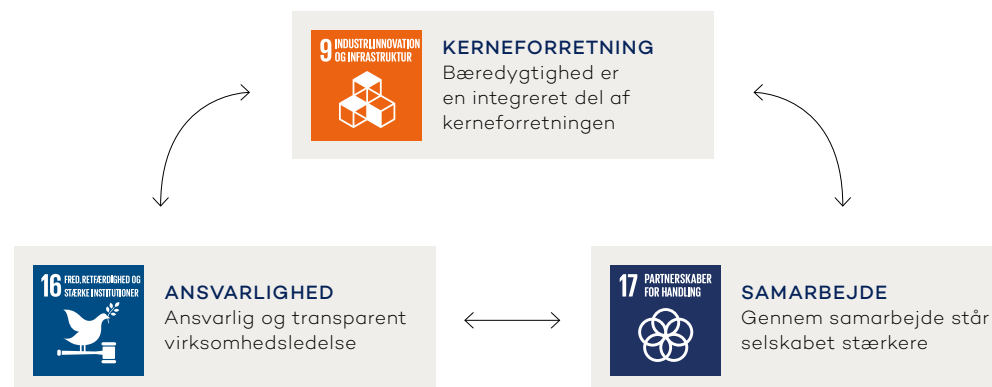 9 INDUSTRI, INNOVATION
OG INFRASTRUKTUR
KERNEFORRETNING
Bæredygtighed er
en integreret del af
kerneforretningen
16 FRED, RETFÆRDIGHED OG
STÆRKE INSTITUTIONER
ANSVARLIGHED
Ansvarlig og transparent
virksomhedsledelse
17 PARTNERSKABER
FOR HANDLING
SAMARBEJDE
Gennem samarbejde står
selskabet stærkere